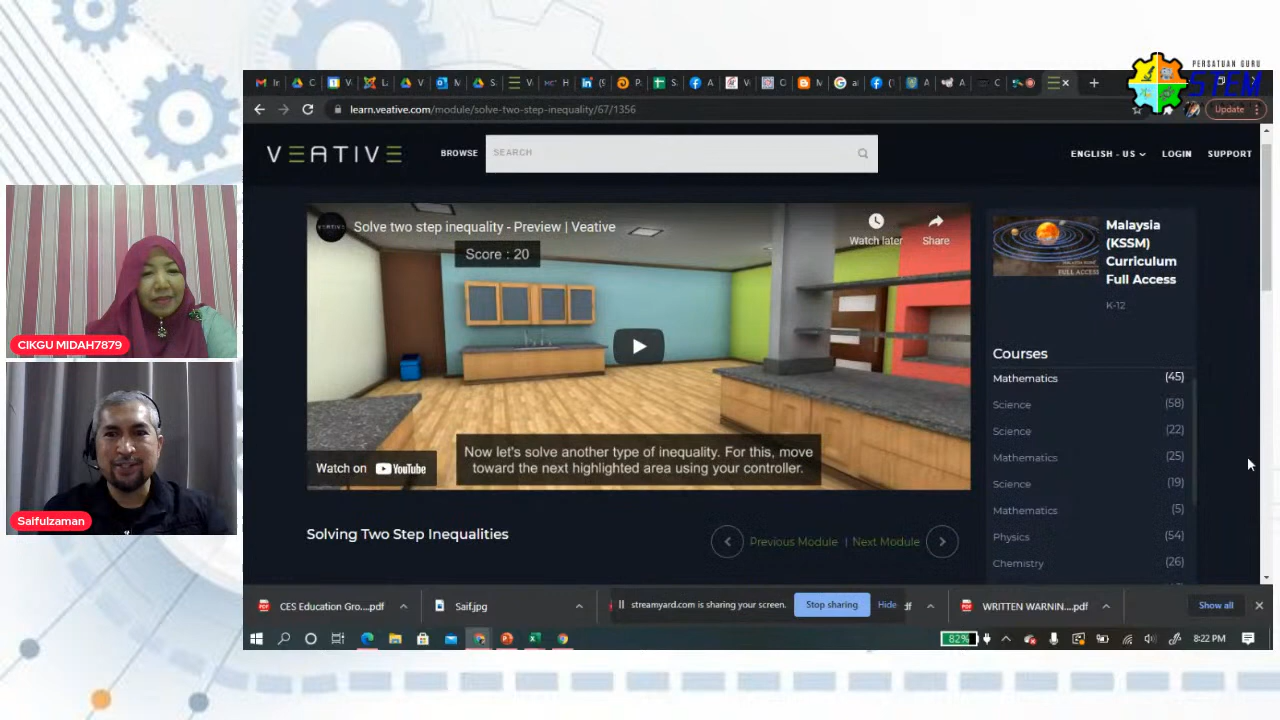 PERSATUAN GURU
STEM
Update
learn.veative.com/module/solve-two-step-inequality/67/1356
VEATIVE
BROWSE
SEARCH
ENGLISH - US
LOGIN
SUPPORT
Solve two step inequality - Preview | Veative
Watch later
Share
Score : 20
Now let's solve another type of inequality. For this, move
toward the next highlighted area using your controller.
Watch on YouTube
Solving Two Step Inequalities
Previous Module | Next Module
FULL ACCESS
Malaysia
(KSSM)
Curriculum
Full Access
K-12
Courses
Mathematics (45)
Science (58)
Science (22)
Mathematics (25)
Science (19)
Mathematics (5)
Physics (54)
Chemistry (26)
CIKGU MIDAH7879
Saifulzaman
CES Education Gro....pdf
Saif.jpg
streamyard.com is sharing your screen.
Stop sharing
Hide
WRITTEN WARNIN....pdf
Show all
82%
8:22 PM